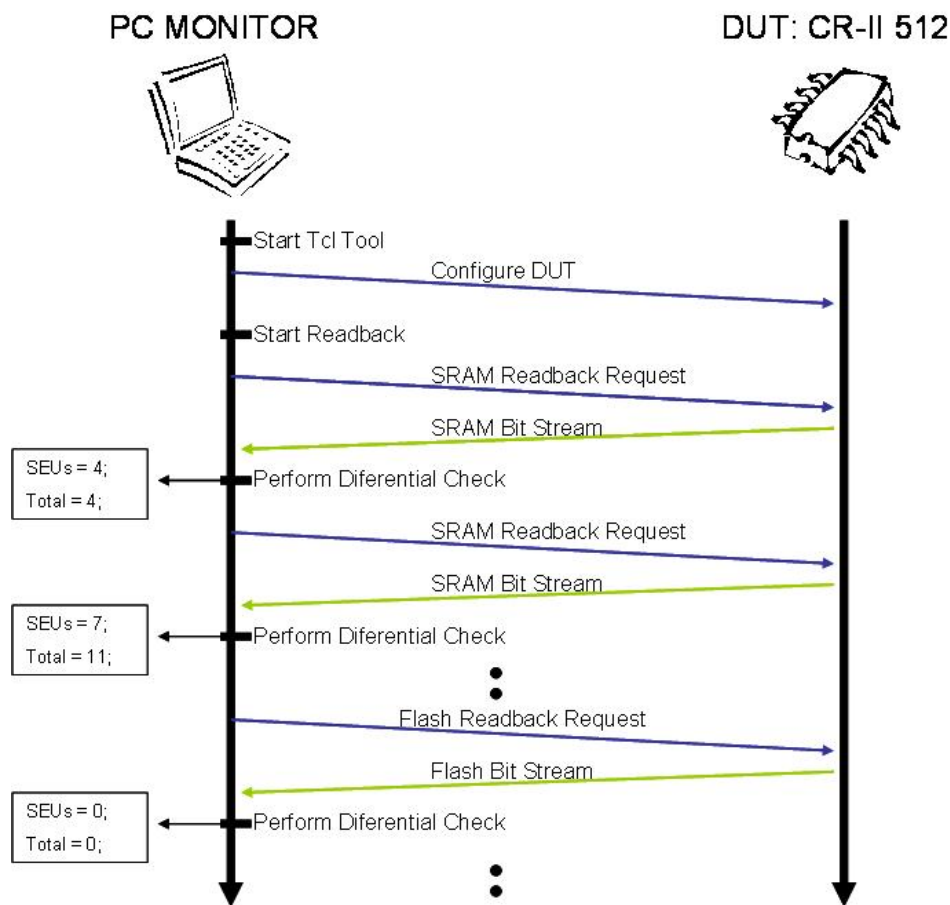 PC MONITOR
DUT: CR-II 512
Start Tcl Tool
Configure DUT
Start Readback
SRAM Readback Request
SRAM Bit Stream
SEUs = 4;
Total = 4;
Perform Diferential Check
SRAM Readback Request
SRAM Bit Stream
SEUs = 7;
Total = 11;
Perform Diferential Check
Flash Readback Request
Flash Bit Stream
SEUs = 0;
Total = 0;
Perform Diferential Check